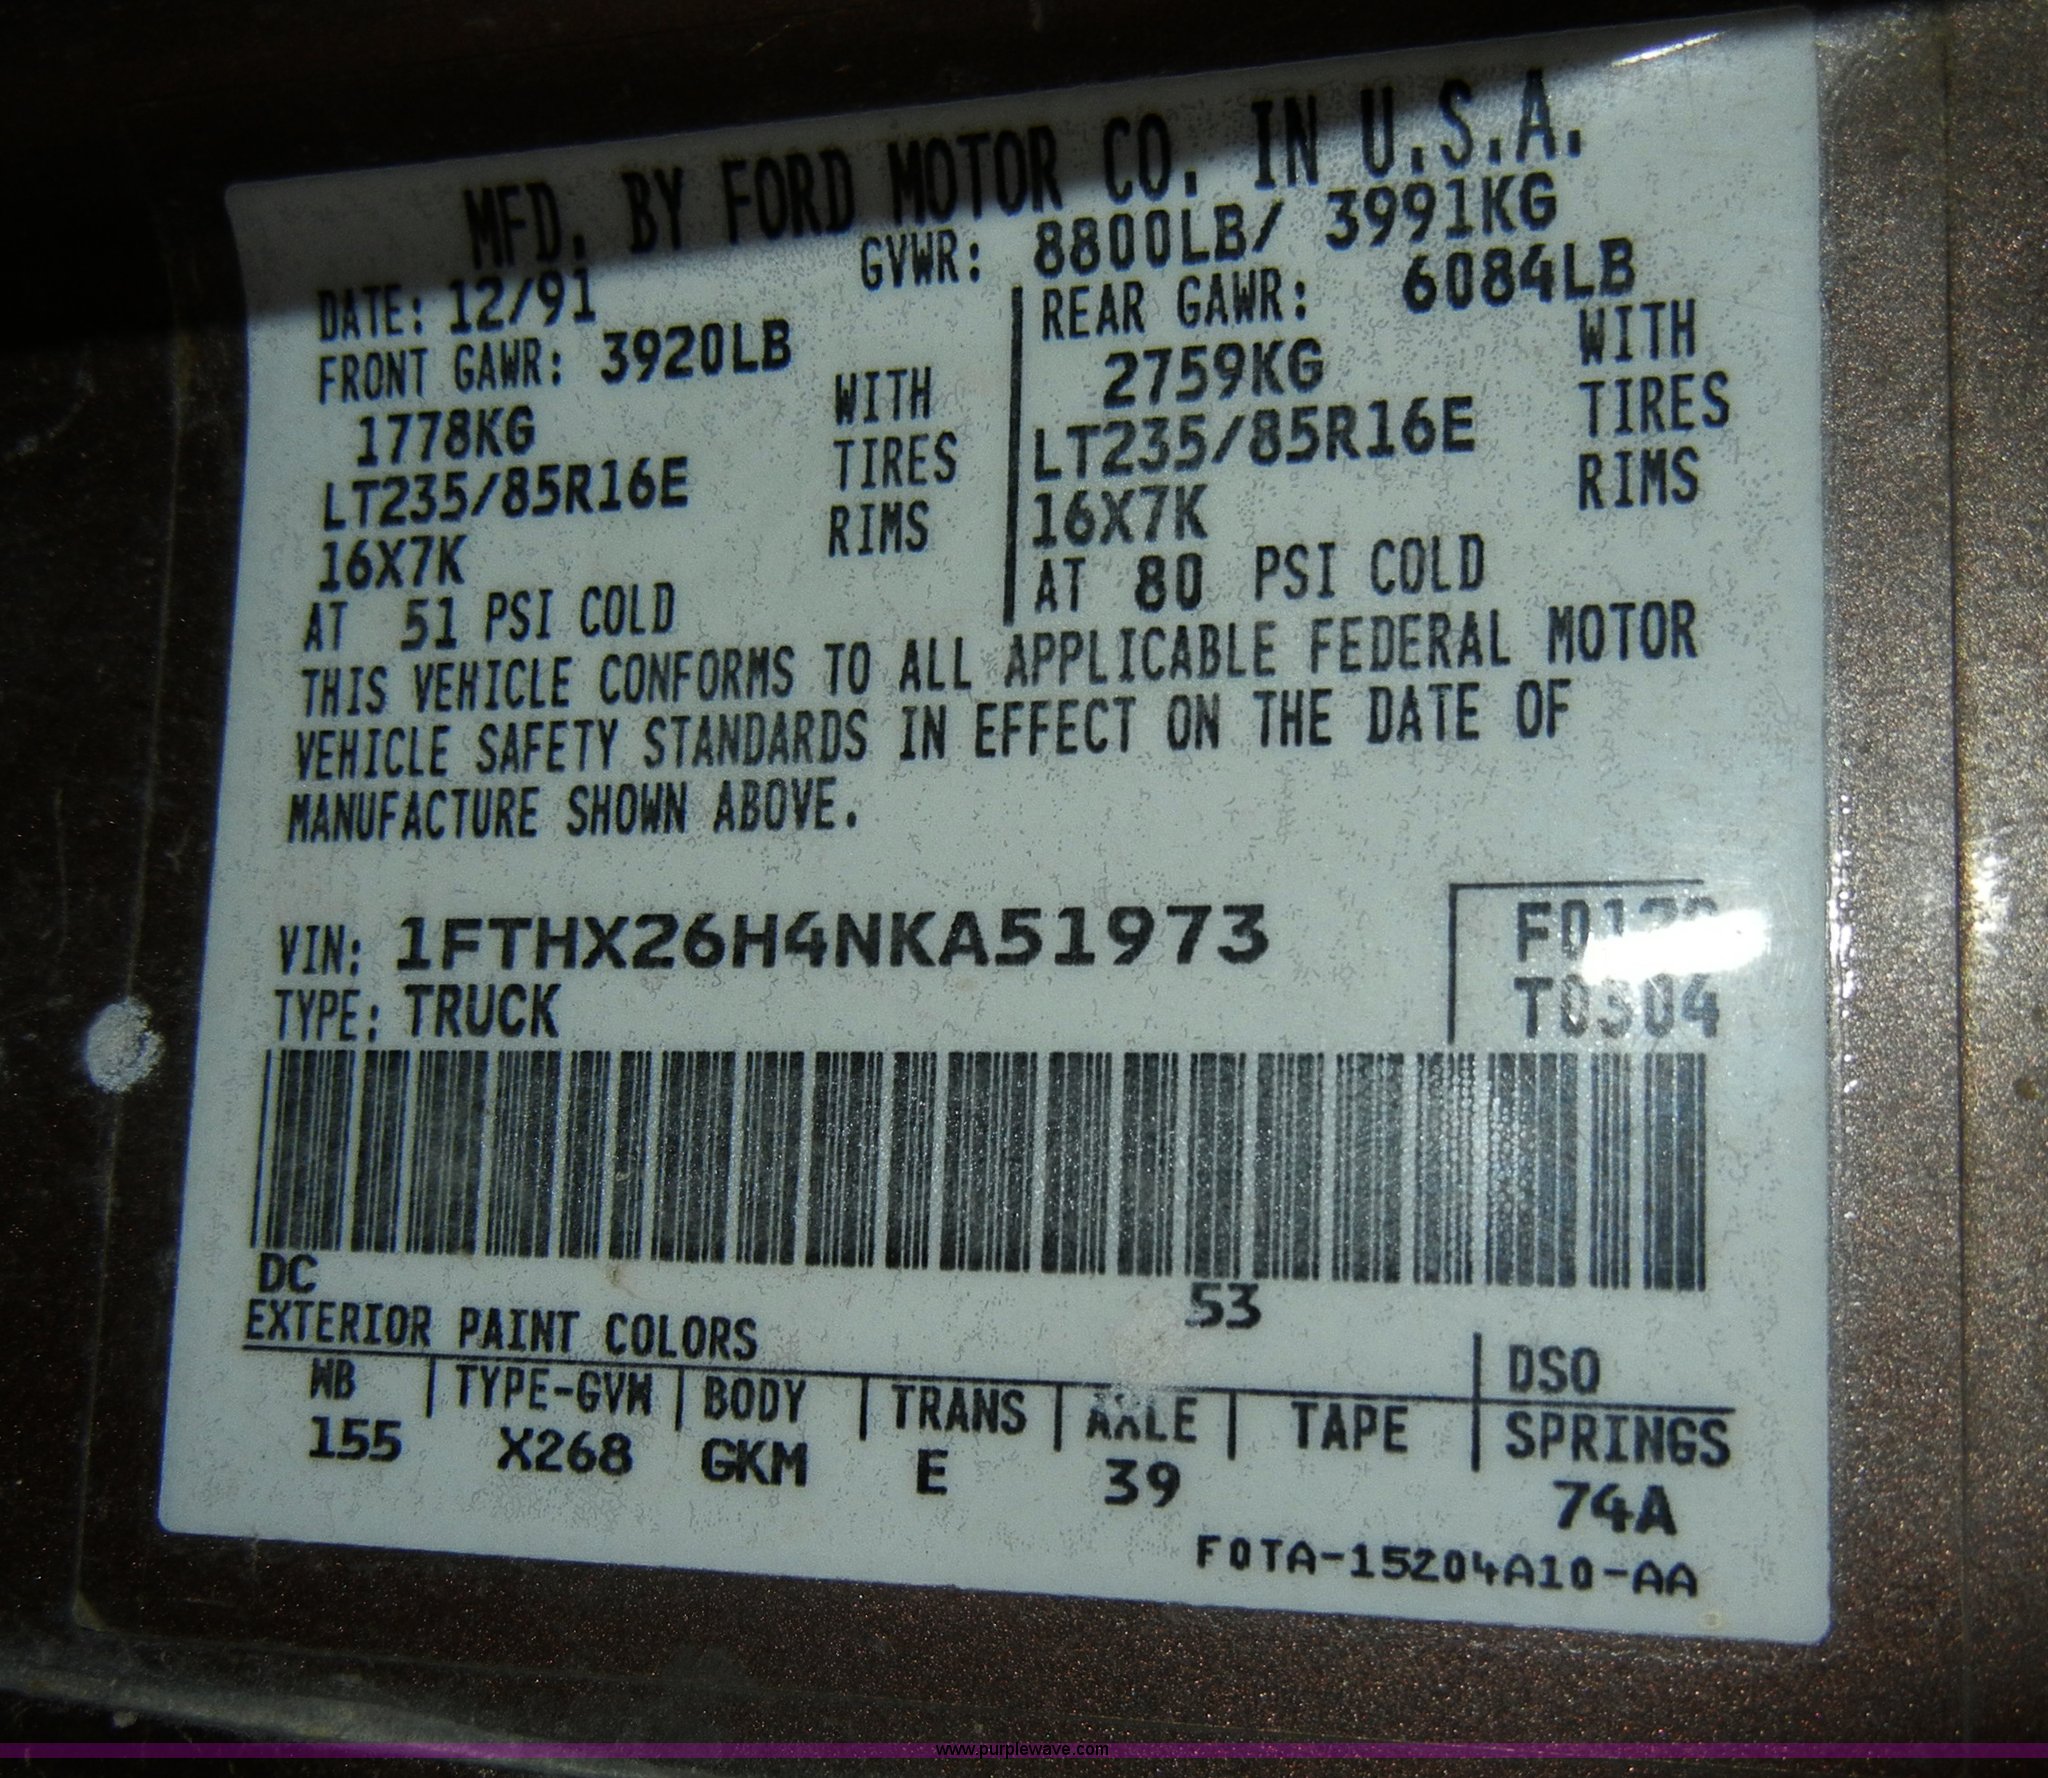 MFD. BY FORD MOTOR CO. IN U.S.A.
DATE: 12/91 GVWR: 8800LB/ 3991KG
FRONT GAWR: 3920LB
1778KG WITH
LT235/85R16E TIRES
16X7K RIMS
AT 51 PSI COLD
REAR GAWR: 6084LB
2759KG WITH
LT235/85R16E TIRES
16X7K RIMS
AT 80 PSI COLD
THIS VEHICLE CONFORMS TO ALL APPLICABLE FEDERAL MOTOR
VEHICLE SAFETY STANDARDS IN EFFECT ON THE DATE OF
MANUFACTURE SHOWN ABOVE.
VIN: 1FTHX26H4NKA51973
TYPE: TRUCK
T0304
DC 53
EXTERIOR PAINT COLORS DSO
WB TYPE-GVW BODY TRANS AXLE TAPE SPRINGS
155 X268 GKM E 39 74A
F0TA-15204A10-AA
www.purplewave.com